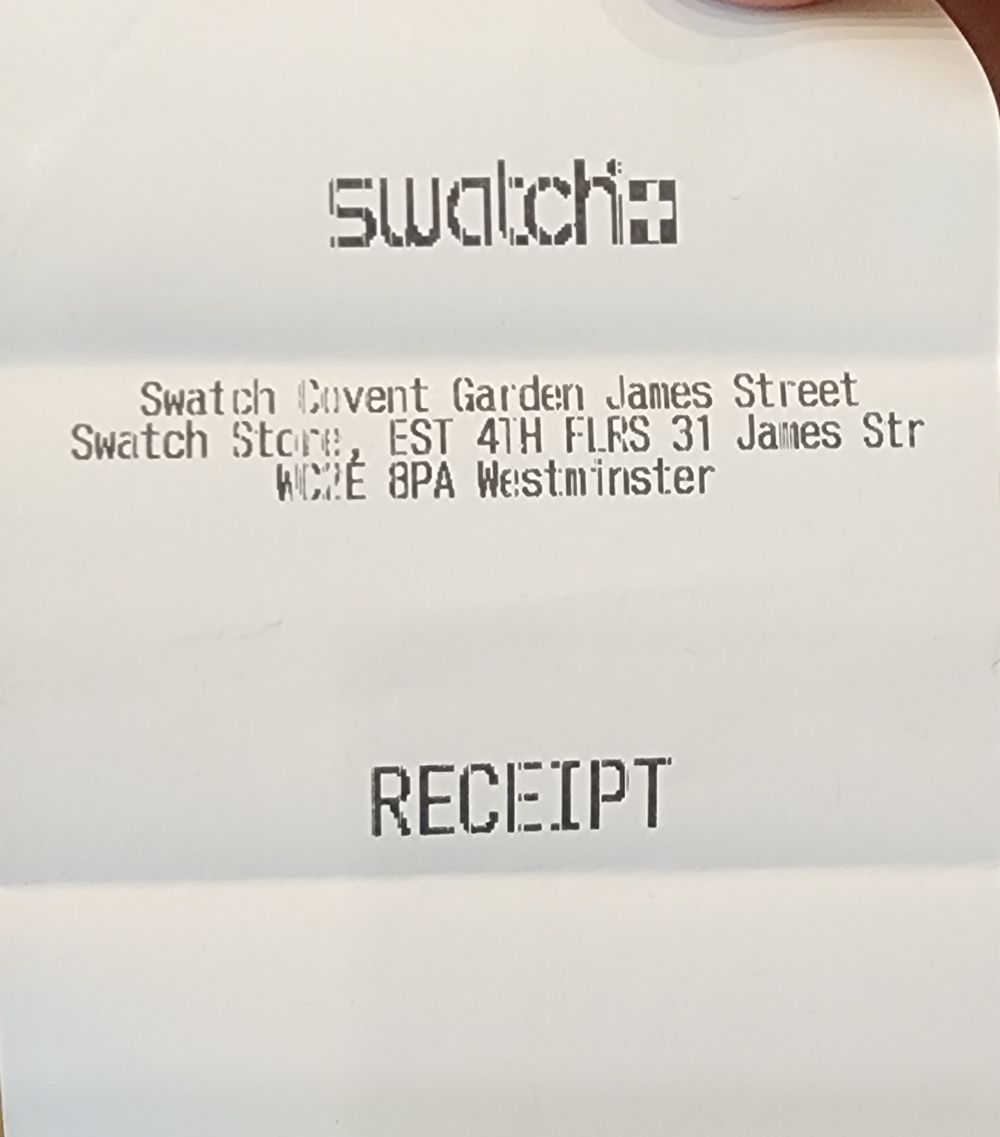 swatch
Swatch Covent Garden James Street
Swatch Store, EST 4TH FLRS 31 James Str
WC2E 8PA Westminster
RECEIPT